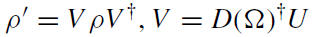 ρ′ = VρV†, V = D(Ω)†U